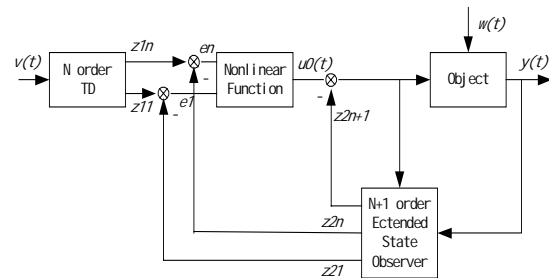 w(t)
v(t)
z1n
en
y(t)
N order
TD
-
Nonlinear
Function
u0(t)
Object
z11
-
e1
-
z2n+1
N+1 order
Ectended
State
Observer
z2n
z21